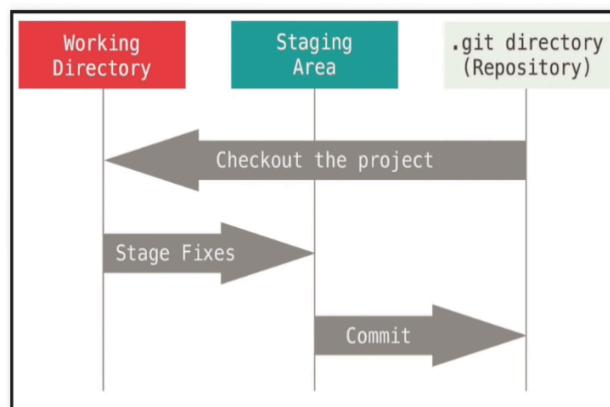 Working
Directory
Staging
Area
.git directory
(Repository)
Checkout the project
Stage Fixes
Commit